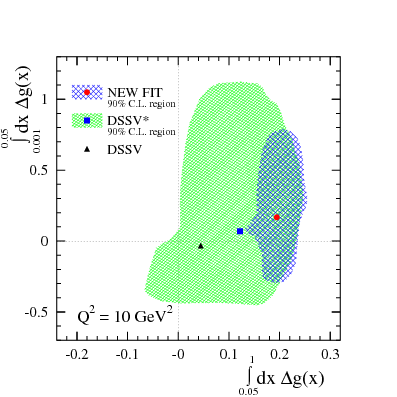 NEW FIT
90% C.L. region
DSSV*
90% C.L. region
DSSV
Q² = 10 GeV²
1
0.5
0
-0.5
-0.2 -0.1 -0 0.1 0.2 0.3
0.05
∫ dx Δg(x)
0.001
1
∫ dx Δg(x)
0.05